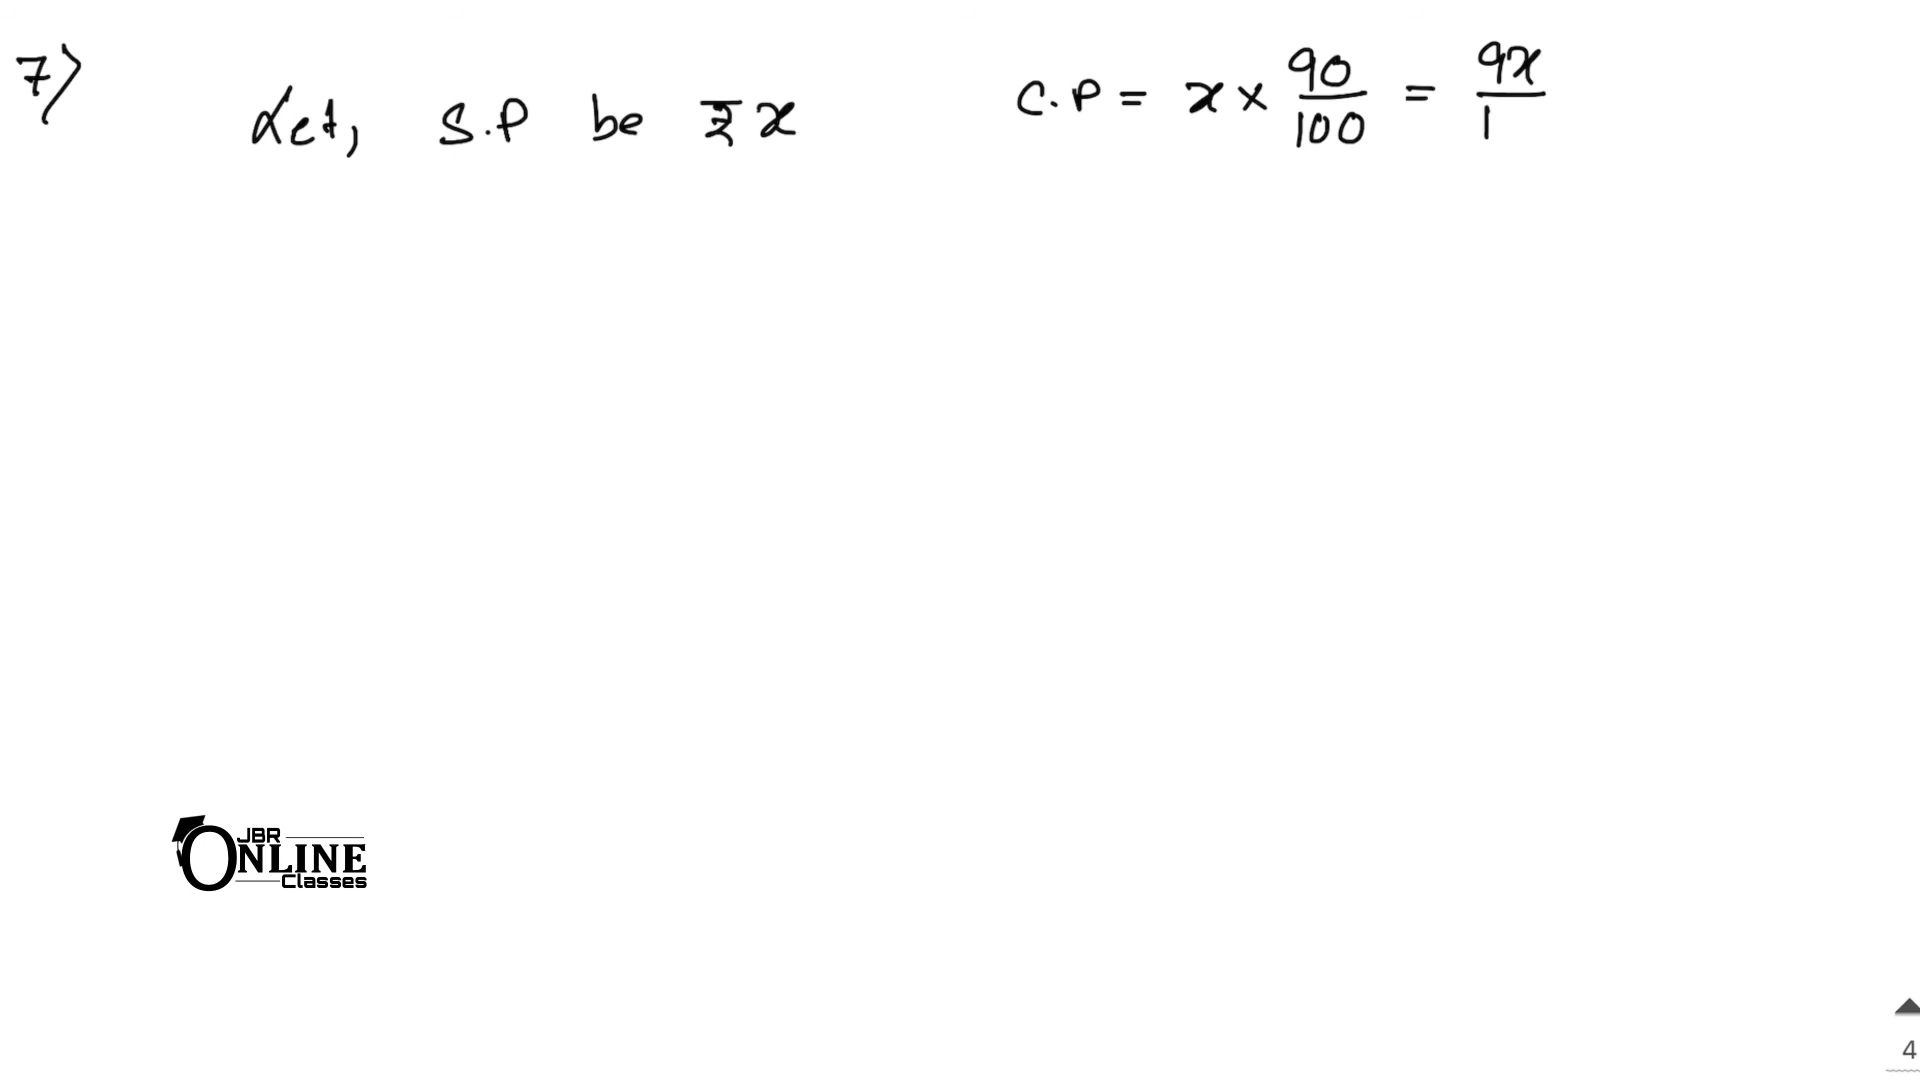 7>
Let, S.P be ₹ x
C.P = x × 90/100 = 9x/1
JBR
ONLINE
Classes
4